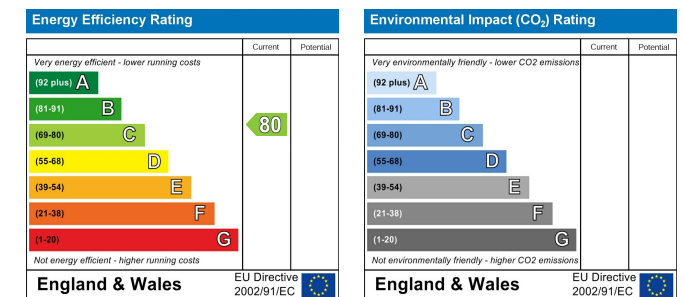 Energy Efficiency Rating
Current Potential
Very energy efficient - lower running costs
(92 plus) A
(81-91) B
(69-80) C
80
(55-68) D
(39-54) E
(21-38) F
(1-20) G
Not energy efficient - higher running costs
England & Wales
EU Directive
2002/91/EC
Environmental Impact (CO2) Rating
Current Potential
Very environmentally friendly - lower CO2 emissions
(92 plus) A
(81-91) B
(69-80) C
(55-68) D
(39-54) E
(21-38) F
(1-20) G
Not environmentally friendly - higher CO2 emissions
England & Wales
EU Directive
2002/91/EC